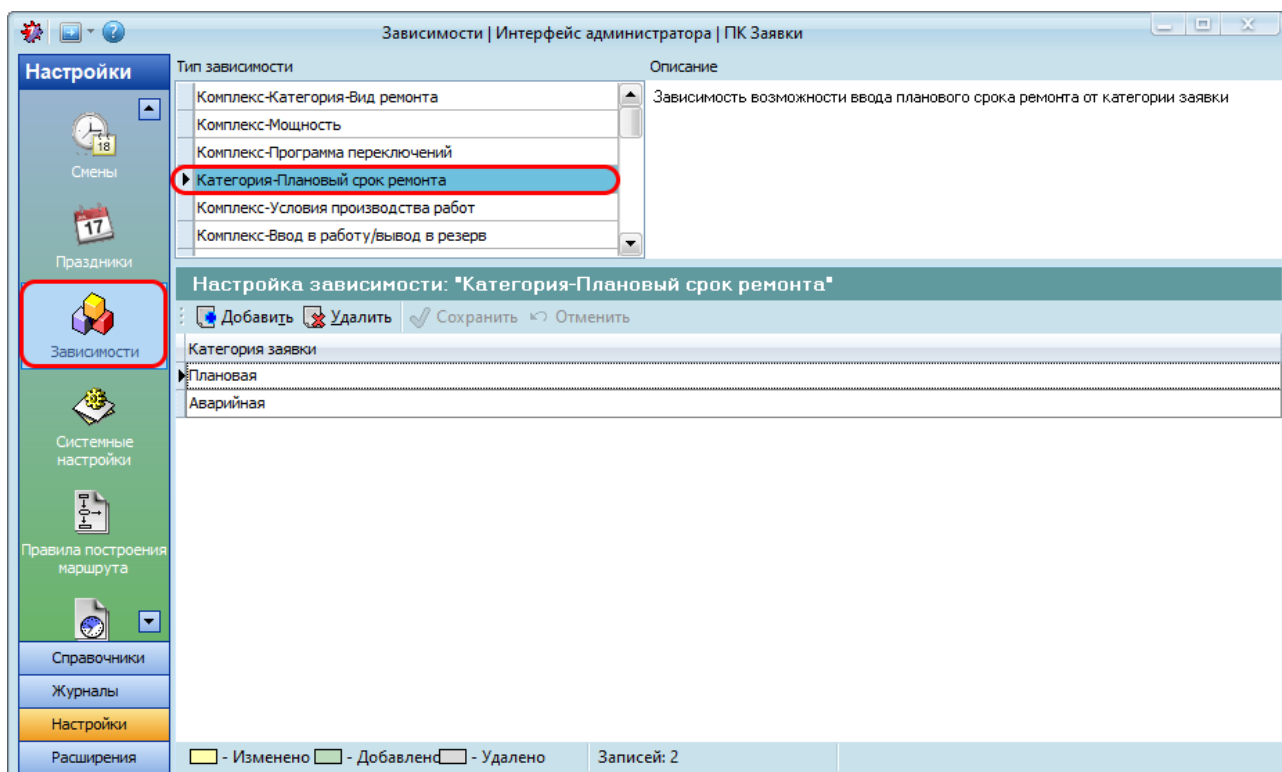 Зависимости | Интерфейс администратора | ПК Заявки
Настройки
18
Смены
17
Праздники
Зависимости
Системные
настройки
Правила построения
маршрута
Справочники
Журналы
Настройки
Расширения
Тип зависимости
Комплекс-Категория-Вид ремонта
Комплекс-Мощность
Комплекс-Программа переключений
Категория-Плановый срок ремонта
Комплекс-Условия производства работ
Комплекс-Ввод в работу/вывод в резерв
Описание
Зависимость возможности ввода планового срока ремонта от категории заявки
Настройка зависимости: "Категория-Плановый срок ремонта"
Добавить Удалить Сохранить Отменить
Категория заявки
Плановая
Аварийная
- Изменено - Добавлено - Удалено Записей: 2